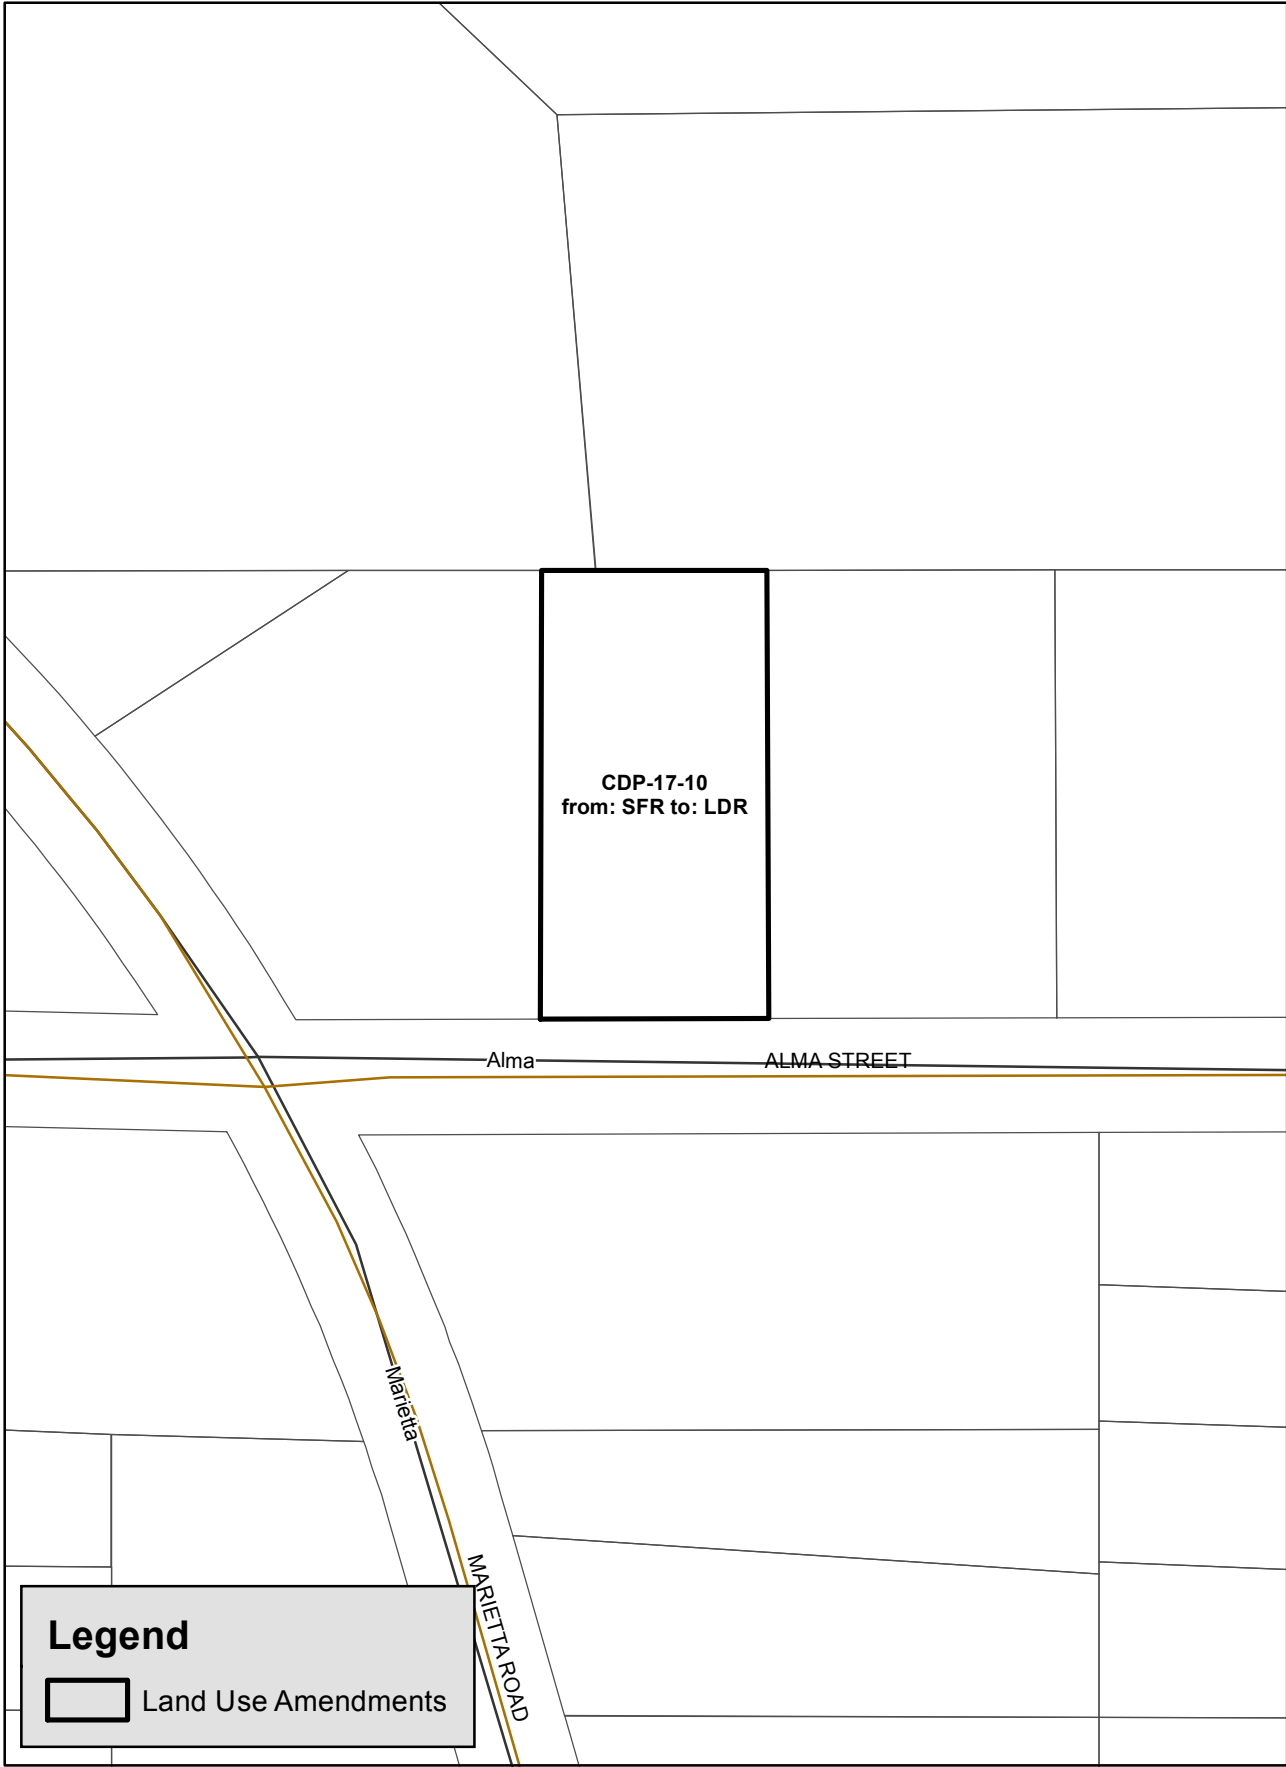 CDP-17-10
from: SFR to: LDR
Alma
ALMA STREET
Marietta
MARIETTA ROAD
Legend
Land Use Amendments